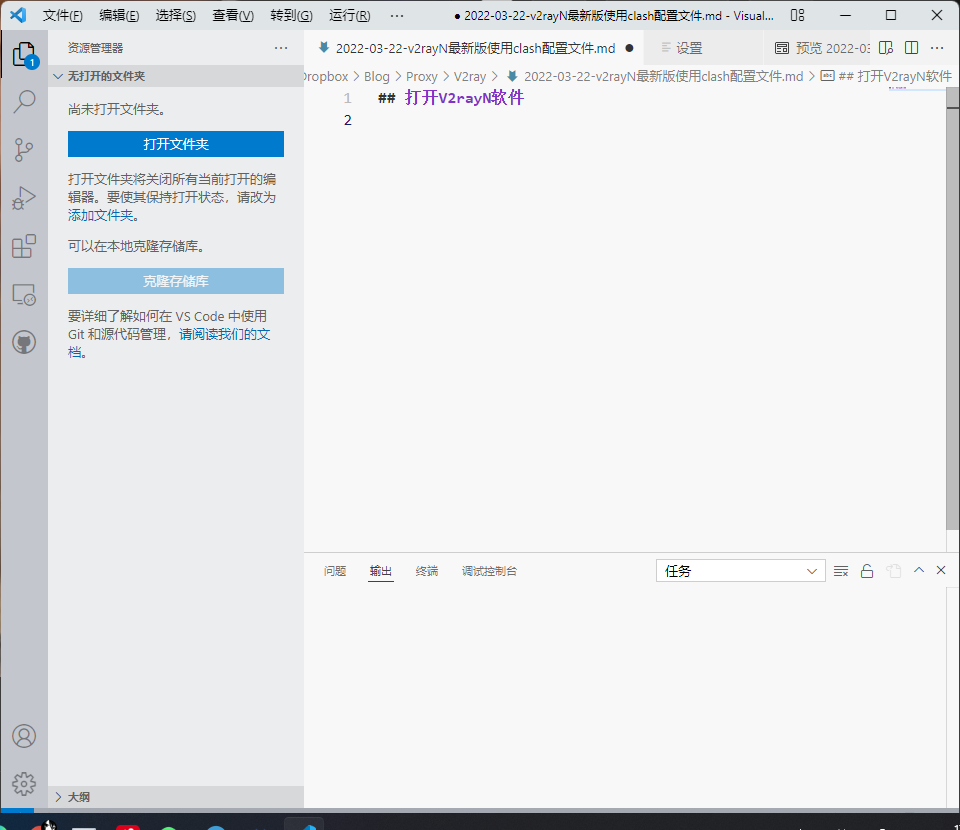 文件(F) 编辑(E) 选择(S) 查看(V) 转到(G) 运行(R) ··· ● 2022-03-22-v2rayN最新版使用clash配置文件.md - Visual...
资源管理器 ···
2022-03-22-v2rayN最新版使用clash配置文件.md ● 设置 预览 2022-03 ···
1
无打开的文件夹
ropbox > Blog > Proxy > V2ray > 2022-03-22-v2rayN最新版使用clash配置文件.md > ## 打开V2rayN软件
1 ## 打开V2rayN软件
2
尚未打开文件夹。
打开文件夹
打开文件夹将关闭所有当前打开的编
辑器。要使其保持打开状态，请改为
添加文件夹。
可以在本地克隆存储库。
克隆存储库
要详细了解如何在 VS Code 中使用
Git 和源代码管理，请阅读我们的文
档。
问题 输出 终端 调试控制台 任务
大纲